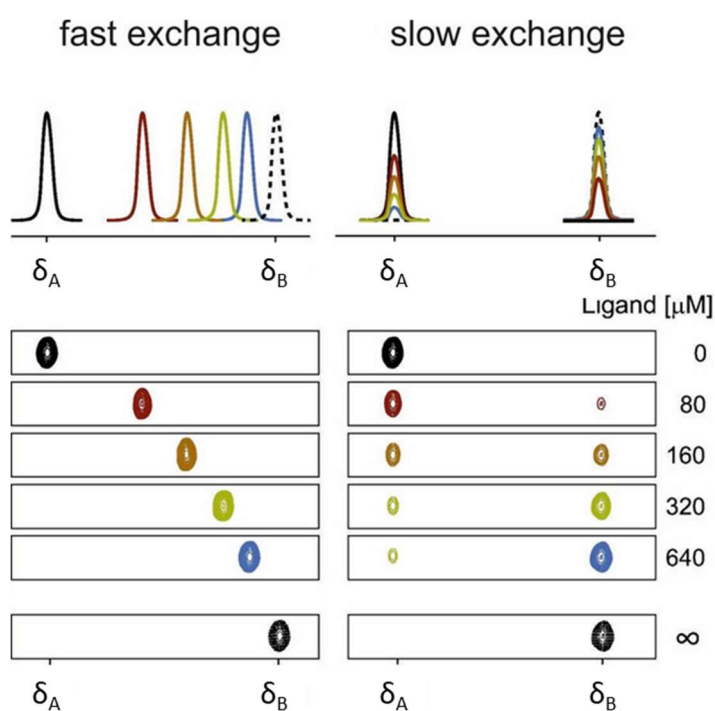 fast exchange
slow exchange
δA
δB
δA
δB
Ligand [μM]
0
80
160
320
640
∞
δA
δB
δA
δB